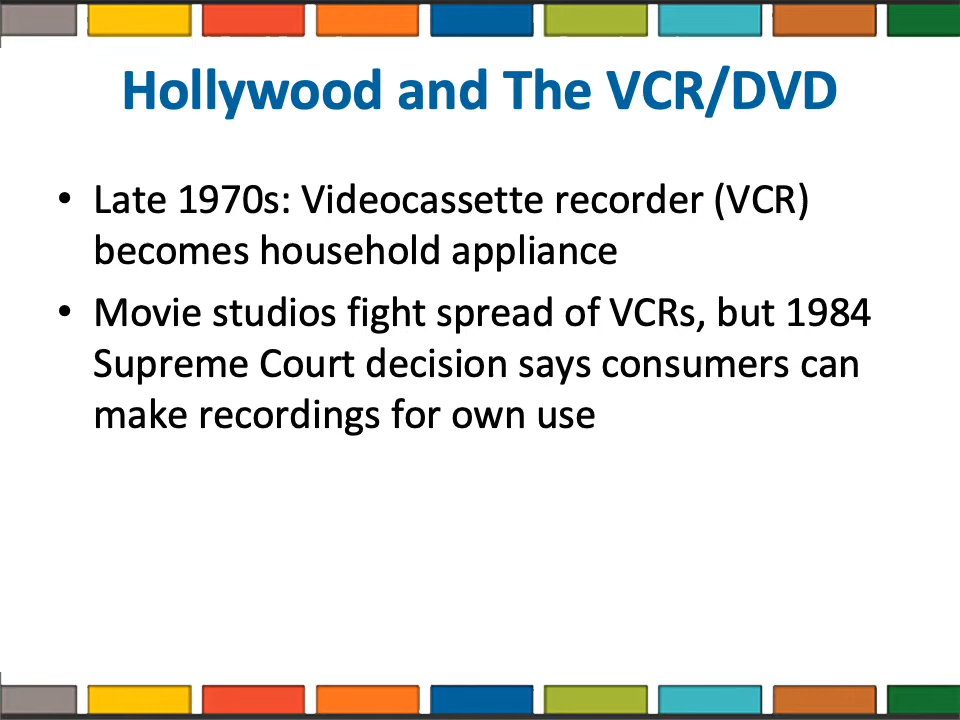 Hollywood and The VCR/DVD
• Late 1970s: Videocassette recorder (VCR)
becomes household appliance
• Movie studios fight spread of VCRs, but 1984
Supreme Court decision says consumers can
make recordings for own use